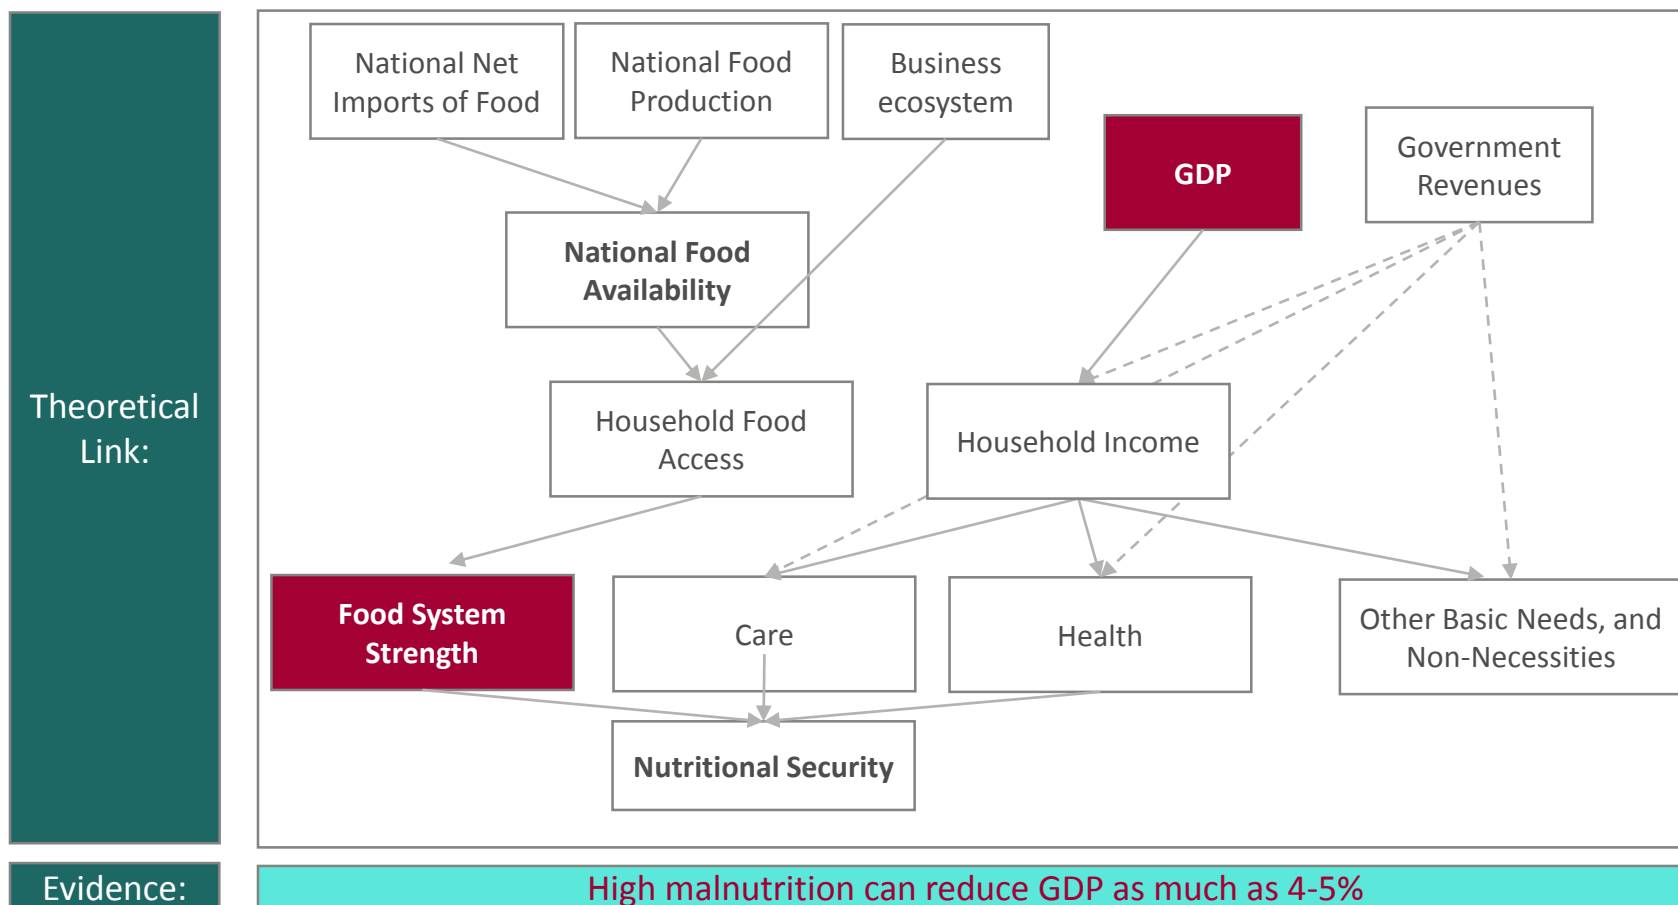 Theoretical
Link:
National Net
Imports of Food
National Food
Production
Business
ecosystem
GDP
Government
Revenues
National Food
Availability
Household Food
Access
Household Income
Food System
Strength
Care
Health
Other Basic Needs, and
Non-Necessities
Nutritional Security
Evidence:
High malnutrition can reduce GDP as much as 4-5%